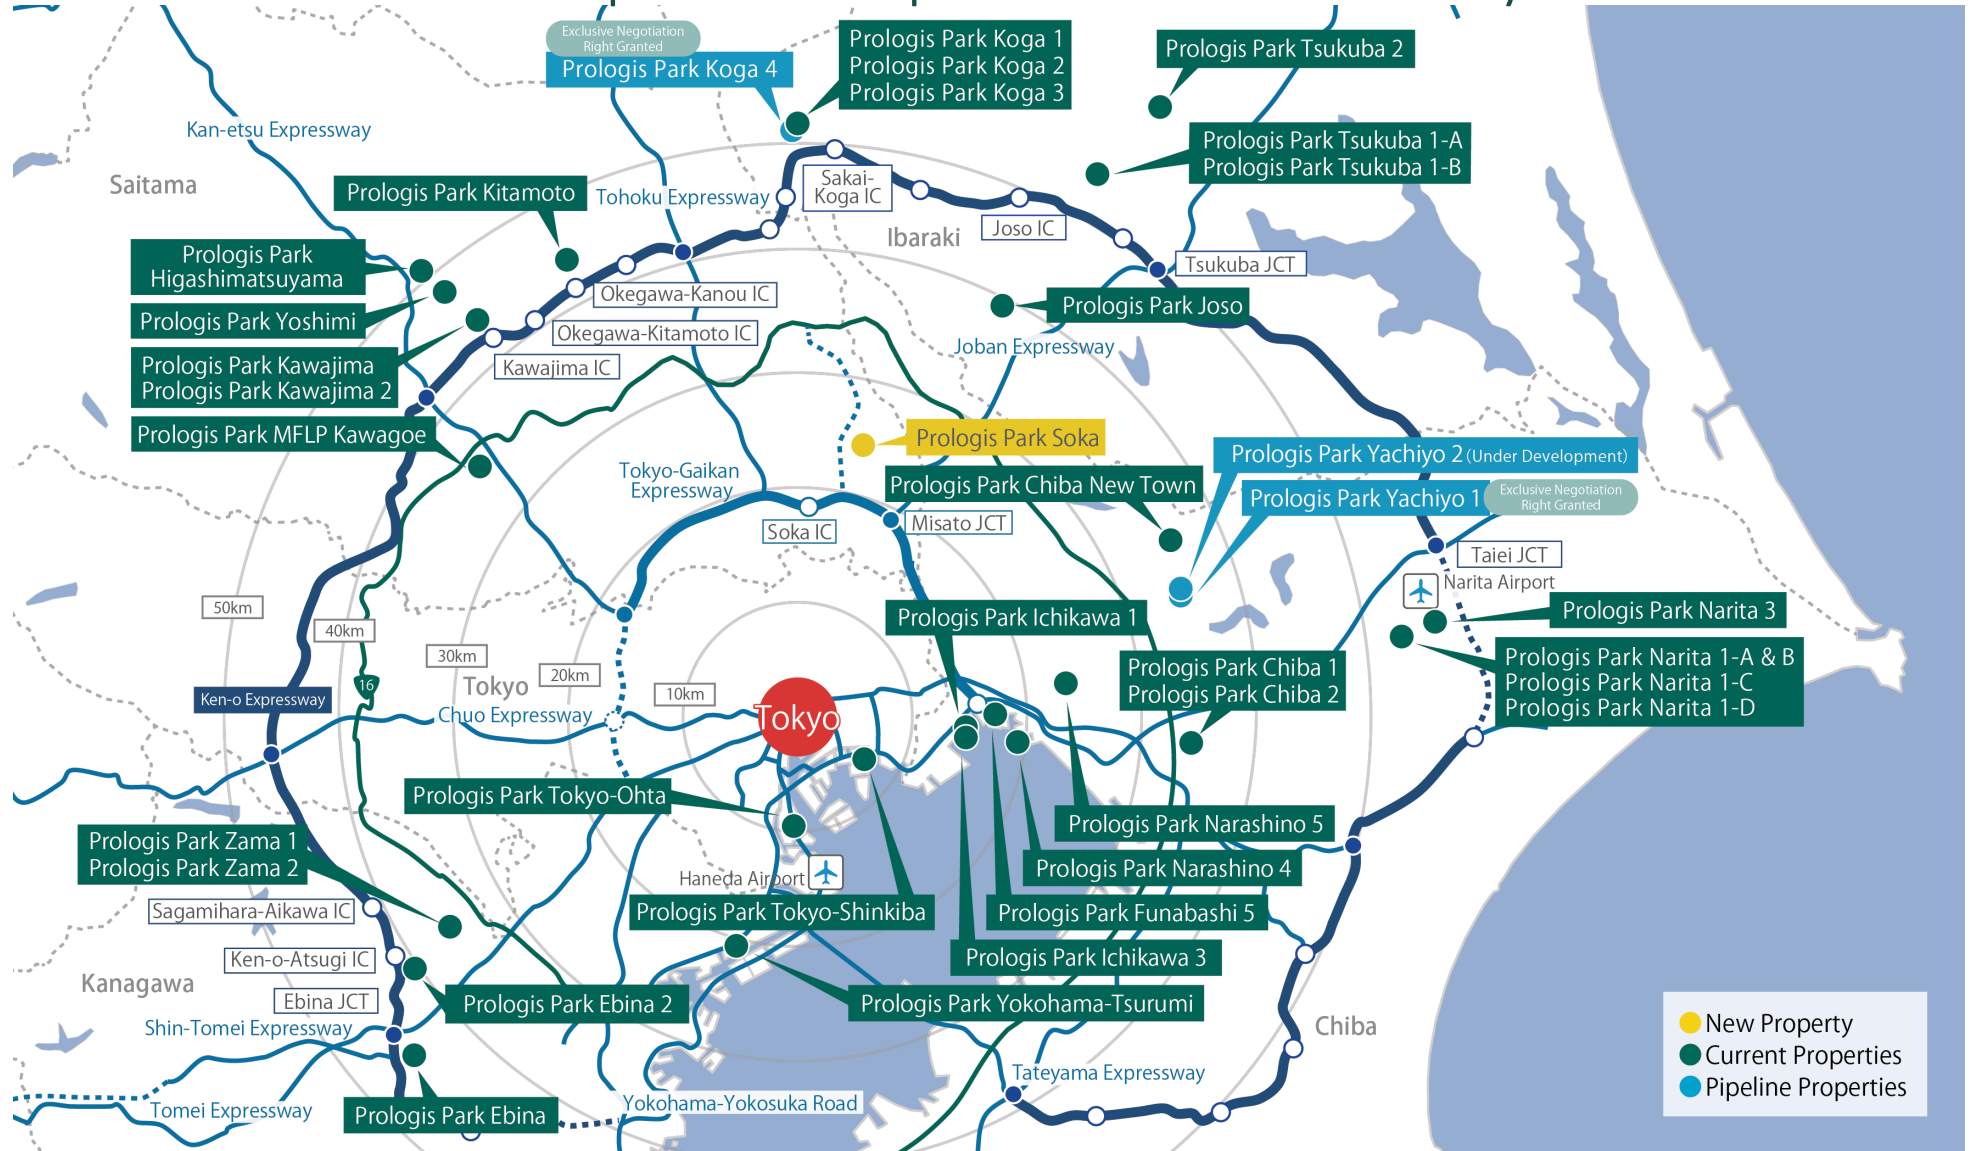 Exclusive Negotiation
Right Granted
Prologis Park Koga 4
Prologis Park Koga 1
Prologis Park Koga 2
Prologis Park Koga 3
Prologis Park Tsukuba 2
Kan-etsu Expressway
Prologis Park Tsukuba 1-A
Prologis Park Tsukuba 1-B
Saitama
Prologis Park Kitamoto
Tohoku Expressway
Sakai-
Koga IC
Joso IC
Ibaraki
Prologis Park
Higashimatsuyama
Tsukuba JCT
Okegawa-Kanou IC
Prologis Park Joso
Prologis Park Yoshimi
Okegawa-Kitamoto IC
Joban Expressway
Prologis Park Kawajima
Prologis Park Kawajima 2
Kawajima IC
Prologis Park MFLP Kawagoe
Prologis Park Soka
Prologis Park Yachiyo 2 (Under Development)
Tokyo-Gaikan
Expressway
Prologis Park Chiba New Town
Prologis Park Yachiyo 1
Exclusive Negotiation
Right Granted
Soka IC
Misato JCT
Taiei JCT
Narita Airport
50km
40km
30km
20km
10km
Prologis Park Ichikawa 1
Prologis Park Narita 3
Prologis Park Narita 1-A & B
Prologis Park Narita 1-C
Prologis Park Narita 1-D
Prologis Park Chiba 1
Prologis Park Chiba 2
16
Ken-o Expressway
Tokyo
Chuo Expressway
Tokyo
Prologis Park Tokyo-Ohta
Prologis Park Narashino 5
Prologis Park Zama 1
Prologis Park Zama 2
Prologis Park Narashino 4
Haneda Airport
Sagamihara-Aikawa IC
Prologis Park Tokyo-Shinkiba
Prologis Park Funabashi 5
Ken-o-Atsugi IC
Prologis Park Ichikawa 3
Kanagawa
Ebina JCT
Prologis Park Ebina 2
Prologis Park Yokohama-Tsurumi
Shin-Tomei Expressway
Chiba
New Property
Current Properties
Pipeline Properties
Tateyama Expressway
Tomei Expressway
Prologis Park Ebina
Yokohama-Yokosuka Road